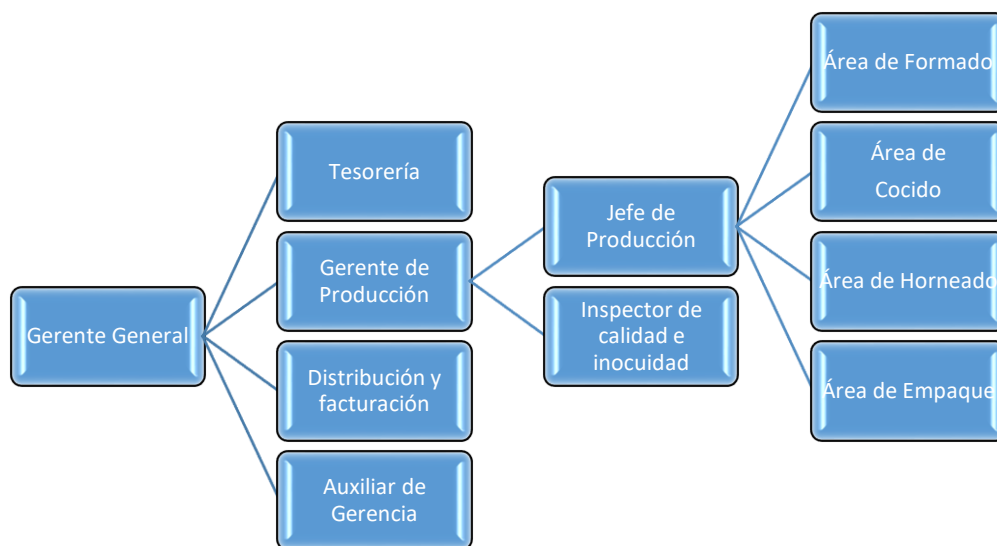 Gerente General
Tesorería
Gerente de
Producción
Distribución y
facturación
Auxiliar de
Gerencia
Jefe de
Producción
Inspector de
calidad e
inocuidad
Área de Formado
Área de
Cocido
Área de Horneado
Área de Empaque